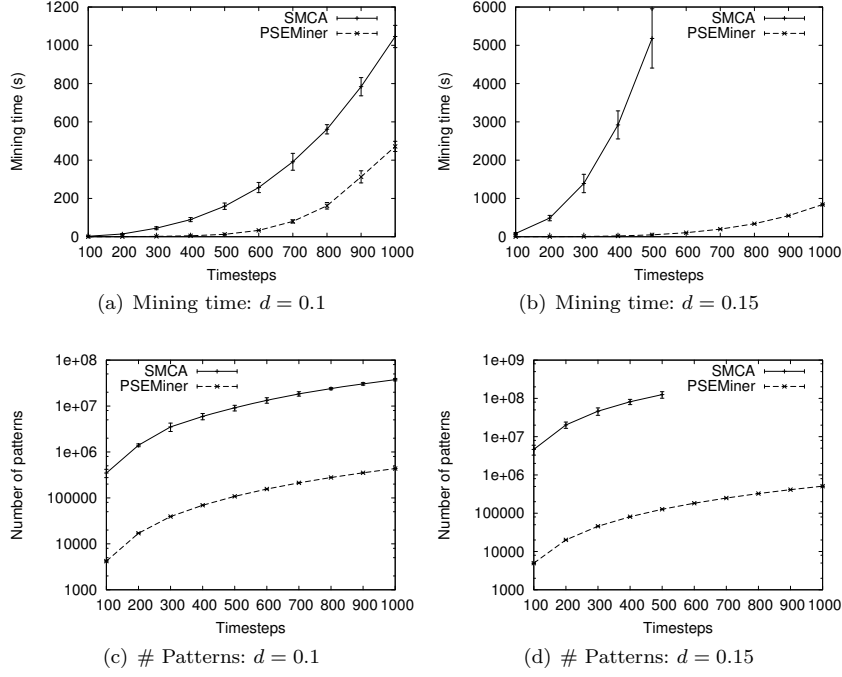 1200
1000
800
600
400
200
0
Mining time (s)
SMCA
PSEMiner
100 200 300 400 500 600 700 800 900 1000
Timesteps
(a) Mining time: d = 0.1
6000
5000
4000
3000
2000
1000
0
Mining time (s)
SMCA
PSEMiner
100 200 300 400 500 600 700 800 900 1000
Timesteps
(b) Mining time: d = 0.15
1e+08
1e+07
1e+06
100000
10000
1000
Number of patterns
SMCA
PSEMiner
100 200 300 400 500 600 700 800 900 1000
Timesteps
(c) # Patterns: d = 0.1
1e+09
1e+08
1e+07
1e+06
100000
10000
1000
Number of patterns
SMCA
PSEMiner
100 200 300 400 500 600 700 800 900 1000
Timesteps
(d) # Patterns: d = 0.15